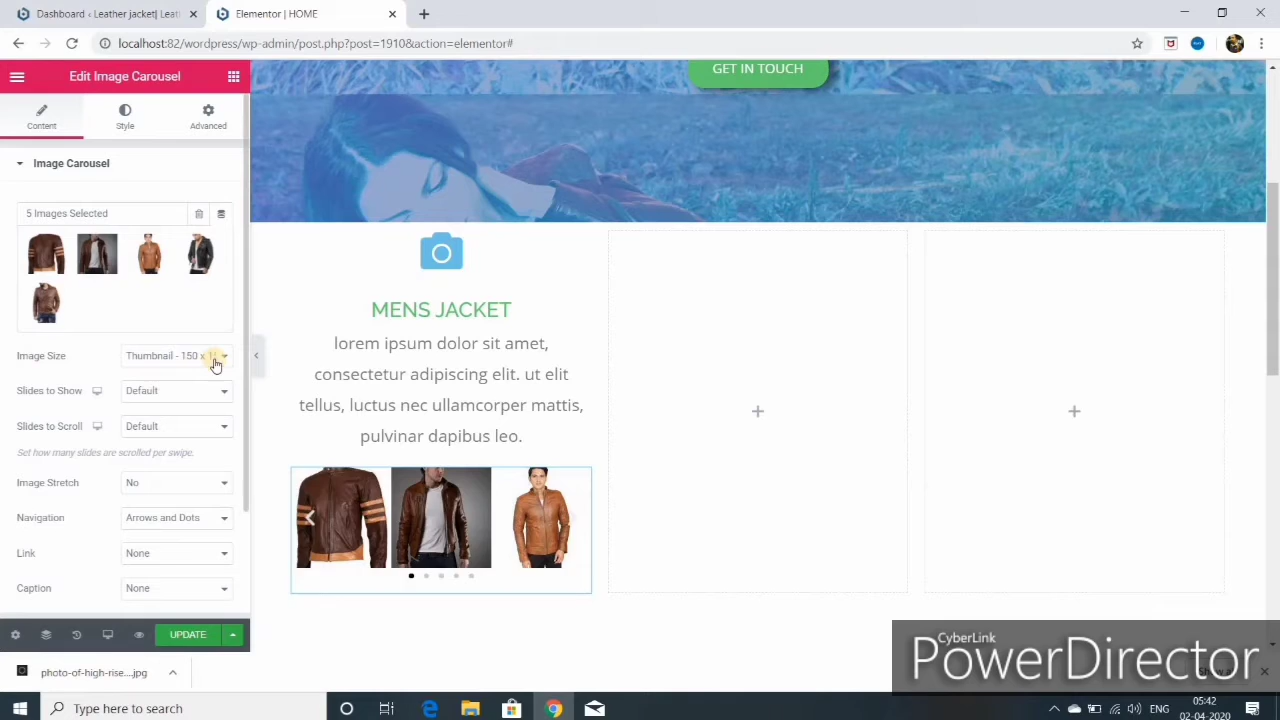 Dashboard ‹ Leather jacket| Leatl
Elementor | HOME
localhost:82/wordpress/wp-admin/post.php?post=1910&action=elementor#
Edit Image Carousel
Content
Style
Advanced
Image Carousel
5 Images Selected
Image Size
Thumbnail - 150 x
Slides to Show
Default
Slides to Scroll
Default
Set how many slides are scrolled per swipe.
Image Stretch
No
Navigation
Arrows and Dots
Link
None
Caption
None
UPDATE
GET IN TOUCH
MENS JACKET
lorem ipsum dolor sit amet,
consectetur adipiscing elit. ut elit
tellus, luctus nec ullamcorper mattis,
pulvinar dapibus leo.
photo-of-high-rise....jpg
CyberLink
PowerDirector
Type here to search
ENG
05:42
02-04-2020